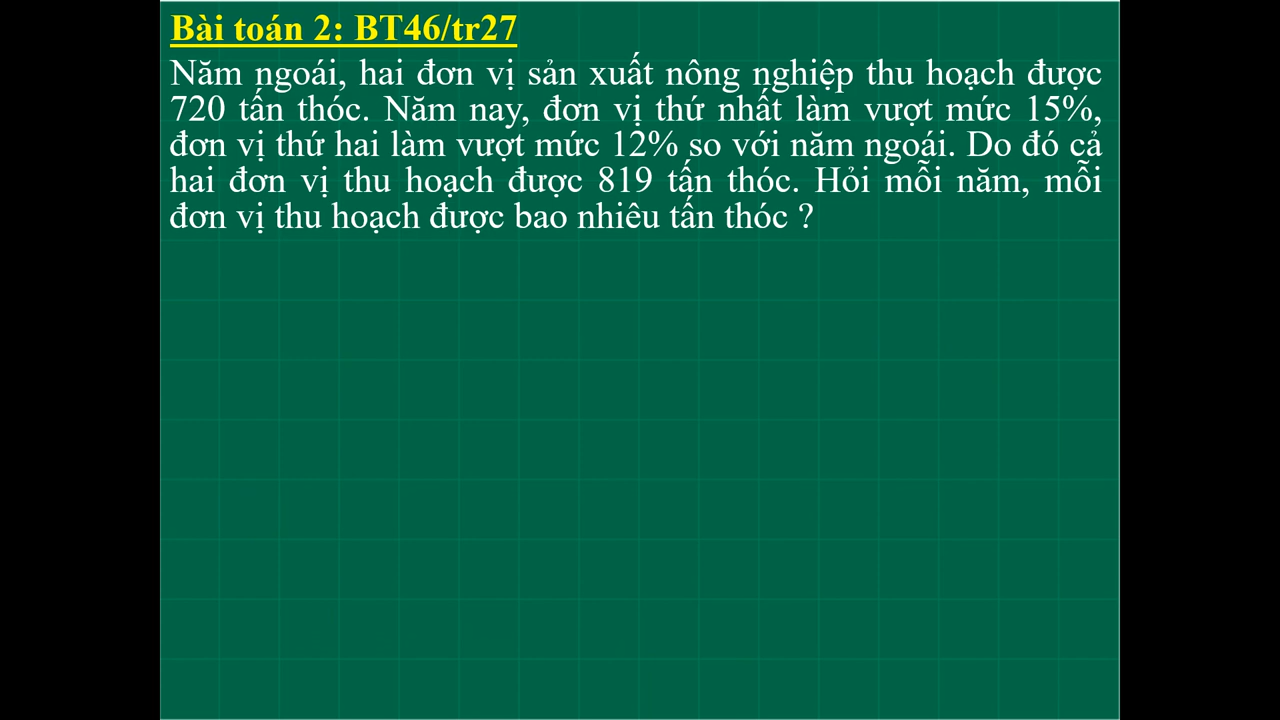 Bài toán 2: BT46/tr27
Năm ngoái, hai đơn vị sản xuất nông nghiệp thu hoạch được
720 tấn thóc. Năm nay, đơn vị thứ nhất làm vượt mức 15%,
đơn vị thứ hai làm vượt mức 12% so với năm ngoái. Do đó cả
hai đơn vị thu hoạch được 819 tấn thóc. Hỏi mỗi năm, mỗi
đơn vị thu hoạch được bao nhiêu tấn thóc ?